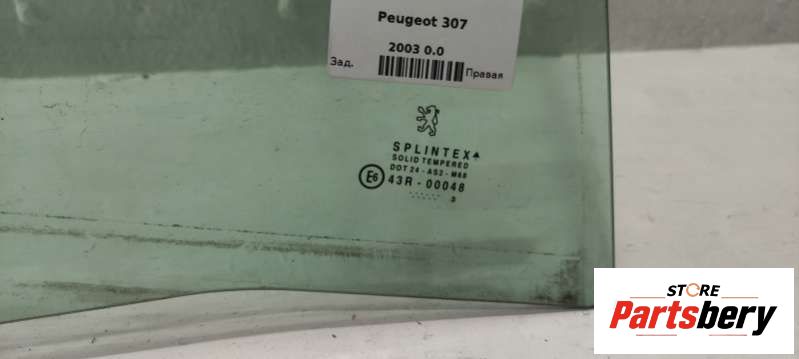 Peugeot 307
2003 0.0
Зад.
Правая
SPLINTEX
SOLID TEMPERED
DOT 24 - AS2 - M68
E6 43R - 00048
3
STORE
Partsbery